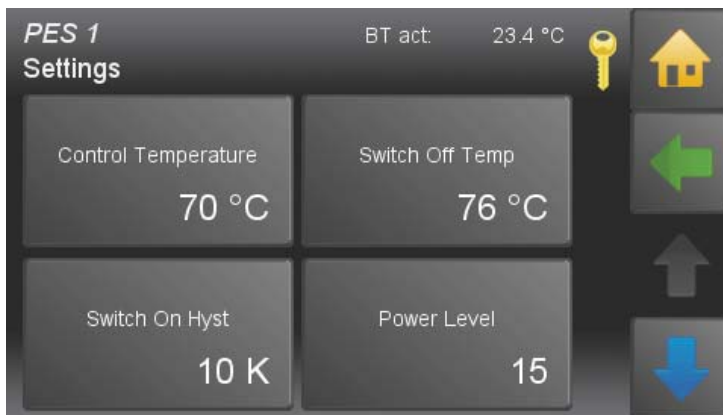 PES 1
BT act: 23.4 °C
Settings
Control Temperature
70 °C
Switch Off Temp
76 °C
Switch On Hyst
10 K
Power Level
15